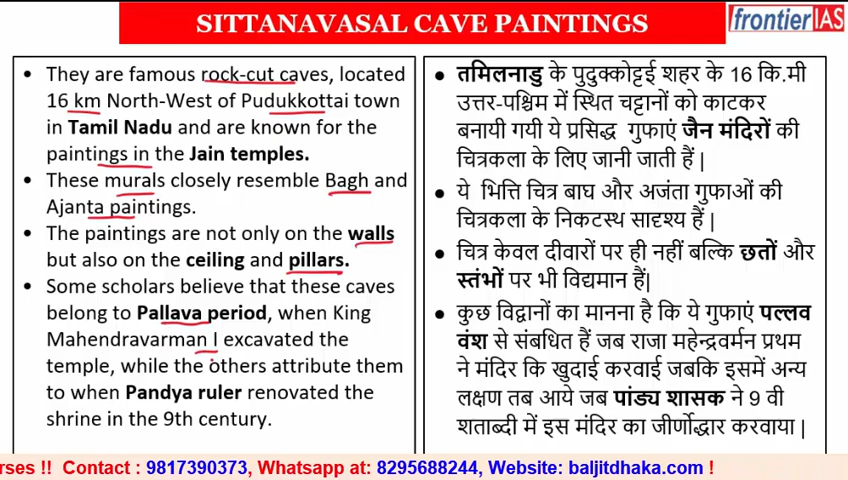 SITTANAVASAL CAVE PAINTINGS
frontierIAS
• They are famous rock-cut caves, located
16 km North-West of Pudukkottai town
in Tamil Nadu and are known for the
paintings in the Jain temples.
• These murals closely resemble Bagh and
Ajanta paintings.
• The paintings are not only on the walls
but also on the ceiling and pillars.
• Some scholars believe that these caves
belong to Pallava period, when King
Mahendravarman I excavated the
temple, while the others attribute them
to when Pandya ruler renovated the
shrine in the 9th century.
• तमिलनाडु के पुदुक्कोट्टई शहर के 16 कि.मी
उत्तर-पश्चिम में स्थित चट्टानों को काटकर
बनायी गयी ये प्रसिद्ध गुफाएं जैन मंदिरों की
चित्रकला के लिए जानी जाती हैं |
• ये भित्ति चित्र बाघ और अजंता गुफाओं की
चित्रकला के निकटस्थ सादृश्य हैं |
• चित्र केवल दीवारों पर ही नहीं बल्कि छतों और
स्तंभों पर भी विद्यमान हैं|
• कुछ विद्वानों का मानना है कि ये गुफाएं पल्लव
वंश से संबधित हैं जब राजा महेन्द्रवर्मन प्रथम
ने मंदिर कि खुदाई करवाई जबकि इसमें अन्य
लक्षण तब आये जब पांड्य शासक ने 9 वी
शताब्दी में इस मंदिर का जीर्णोद्धार करवाया |
rses !! Contact : 9817390373, Whatsapp at: 8295688244, Website: baljitdhaka.com !